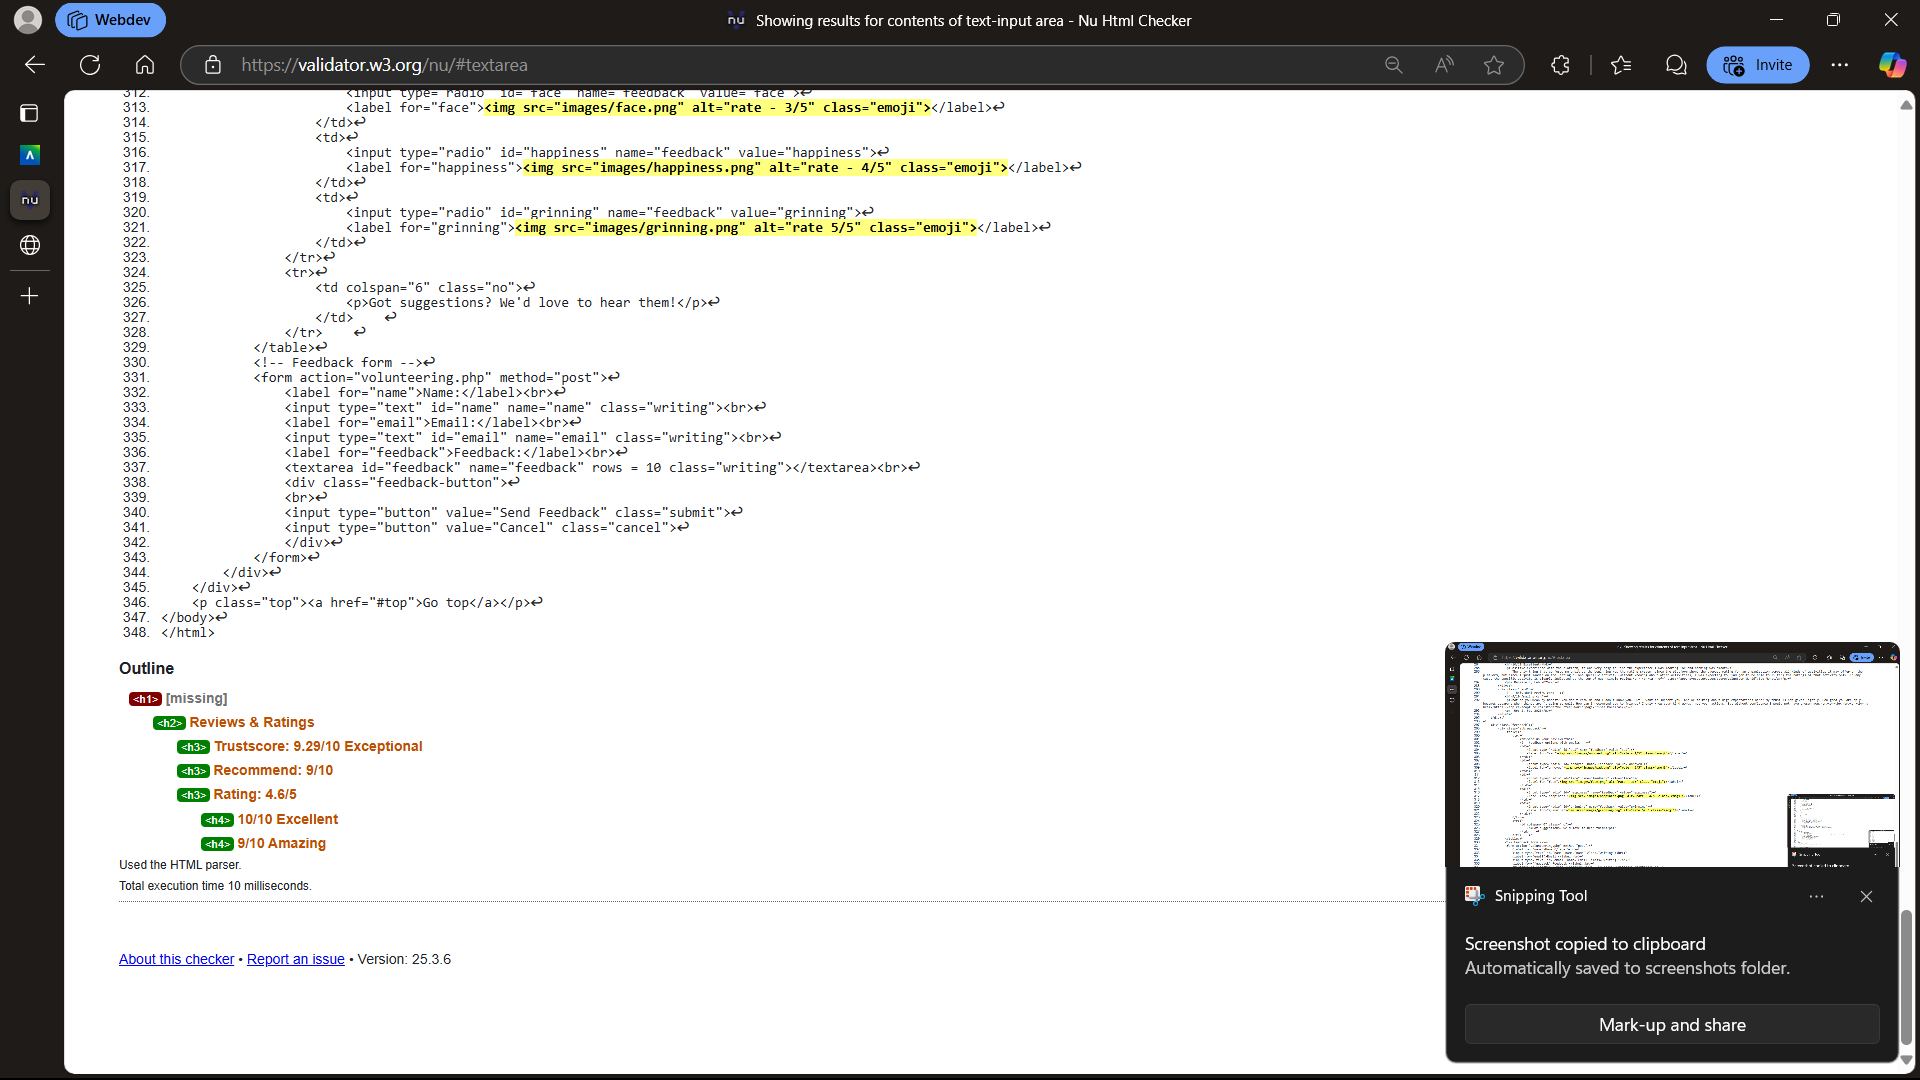 Webdev
nu Showing results for contents of text-input area - Nu Html Checker
https://validator.w3.org/nu/#textarea
Invite
312. <input type="radio" id="face" name="feedback" value="face">↩
313. <label for="face"><img src="images/face.png" alt="rate - 3/5" class="emoji"></label>↩
314. </td>↩
315. <td>↩
316. <input type="radio" id="happiness" name="feedback" value="happiness">↩
317. <label for="happiness"><img src="images/happiness.png" alt="rate - 4/5" class="emoji"></label>↩
318. </td>↩
319. <td>↩
320. <input type="radio" id="grinning" name="feedback" value="grinning">↩
321. <label for="grinning"><img src="images/grinning.png" alt="rate 5/5" class="emoji"></label>↩
322. </td>↩
323. </tr>↩
324. <tr>↩
325. <td colspan="6" class="no">↩
326. <p>Got suggestions? We'd love to hear them!</p>↩
327. </td> ↩
328. </tr> ↩
329. </table>↩
330. <!-- Feedback form -->↩
331. <form action="volunteering.php" method="post">↩
332. <label for="name">Name:</label><br>↩
333. <input type="text" id="name" name="name" class="writing"><br>↩
334. <label for="email">Email:</label><br>↩
335. <input type="text" id="email" name="email" class="writing"><br>↩
336. <label for="feedback">Feedback:</label><br>↩
337. <textarea id="feedback" name="feedback" rows = 10 class="writing"></textarea><br>↩
338. <div class="feedback-button">↩
339. <br>↩
340. <input type="button" value="Send Feedback" class="submit">↩
341. <input type="button" value="Cancel" class="cancel">↩
342. </div>↩
343. </form>↩
344. </div>↩
345. </div>↩
346. <p class="top"><a href="#top">Go top</a></p>↩
347. </body>↩
348. </html>
Outline
<h1> [missing]
<h2> Reviews & Ratings
<h3> Trustscore: 9.29/10 Exceptional
<h3> Recommend: 9/10
<h3> Rating: 4.6/5
<h4> 10/10 Excellent
<h4> 9/10 Amazing
Used the HTML parser.
Total execution time 10 milliseconds.
About this checker • Report an issue • Version: 25.3.6
Snipping Tool
Screenshot copied to clipboard
Automatically saved to screenshots folder.
Mark-up and share